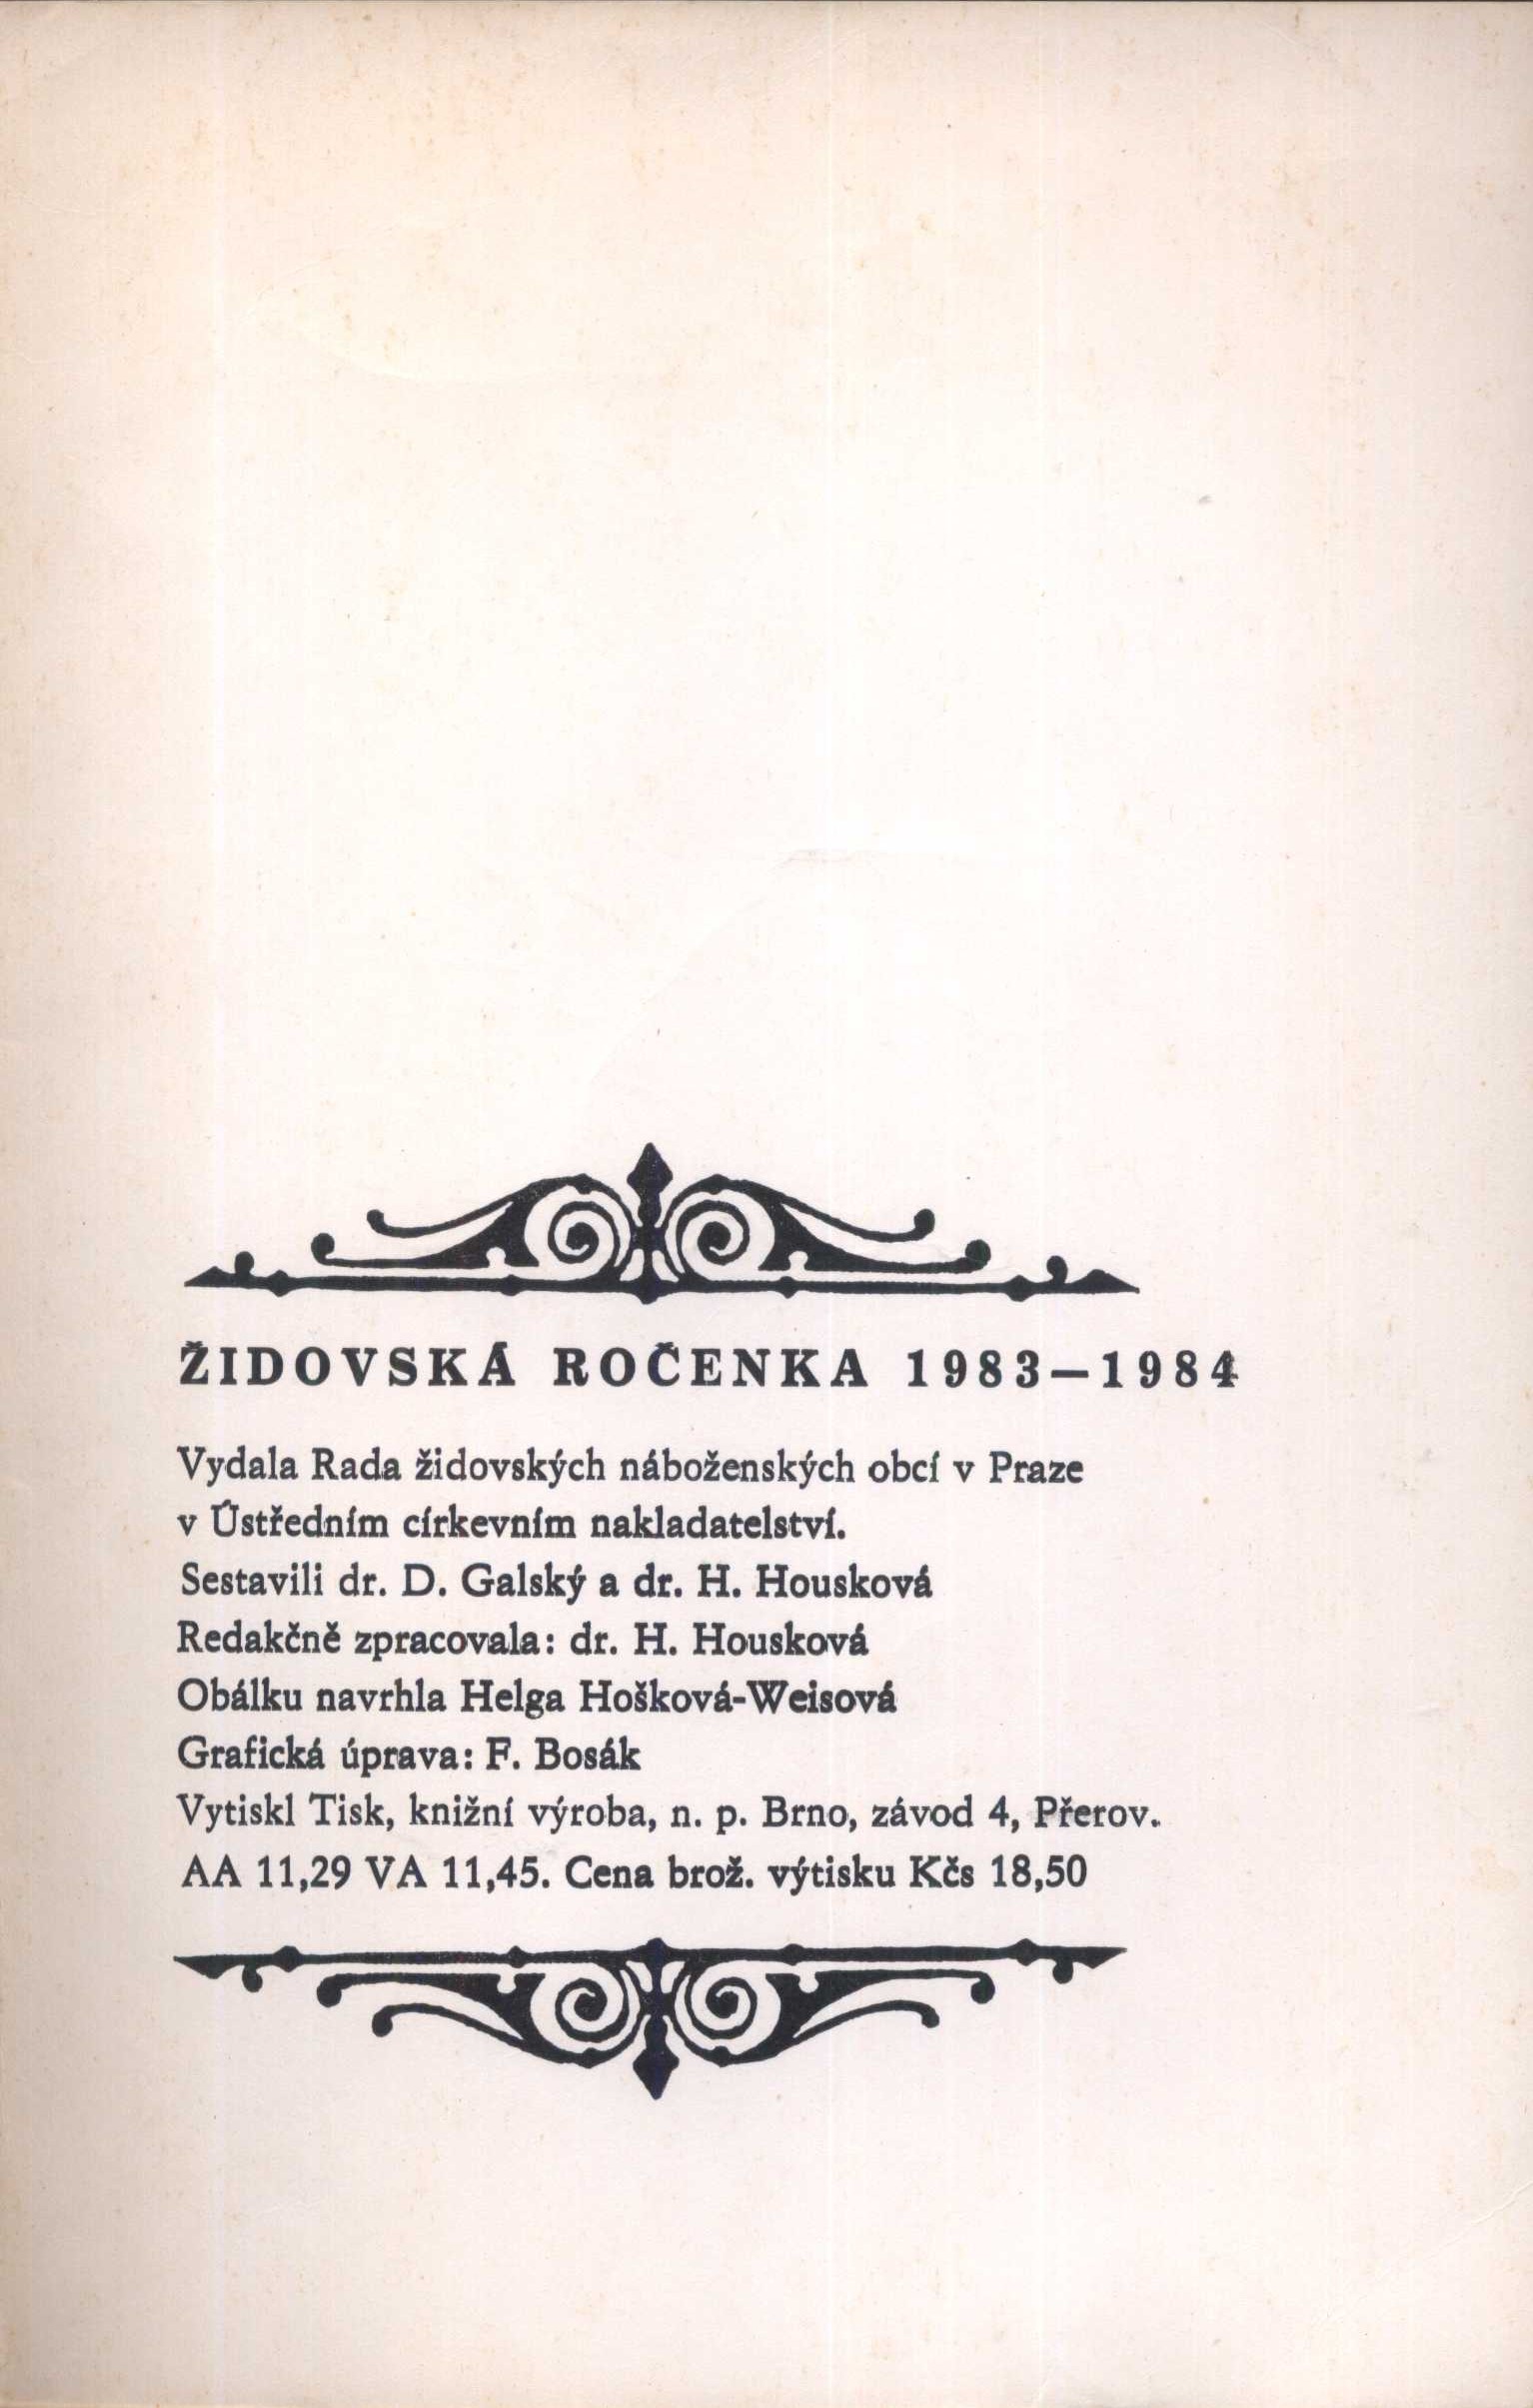 ŽIDOVSKÁ ROČENKA 1983—1984
Vydala Rada židovských náboženských obcí v Praze
v Ústředním církevním nakladatelství.
Sestavili dr. D. Galský a dr. H. Housková
Redakčně zpracovala: dr. H. Housková
Obálku navrhla Helga Hošková-Weisová
Grafická úprava: F. Bosák
Vytiskl Tisk, knižní výroba, n. p. Brno, závod 4, Přerov.
AA 11,29 VA 11,45. Cena brož. výtisku Kčs 18,50